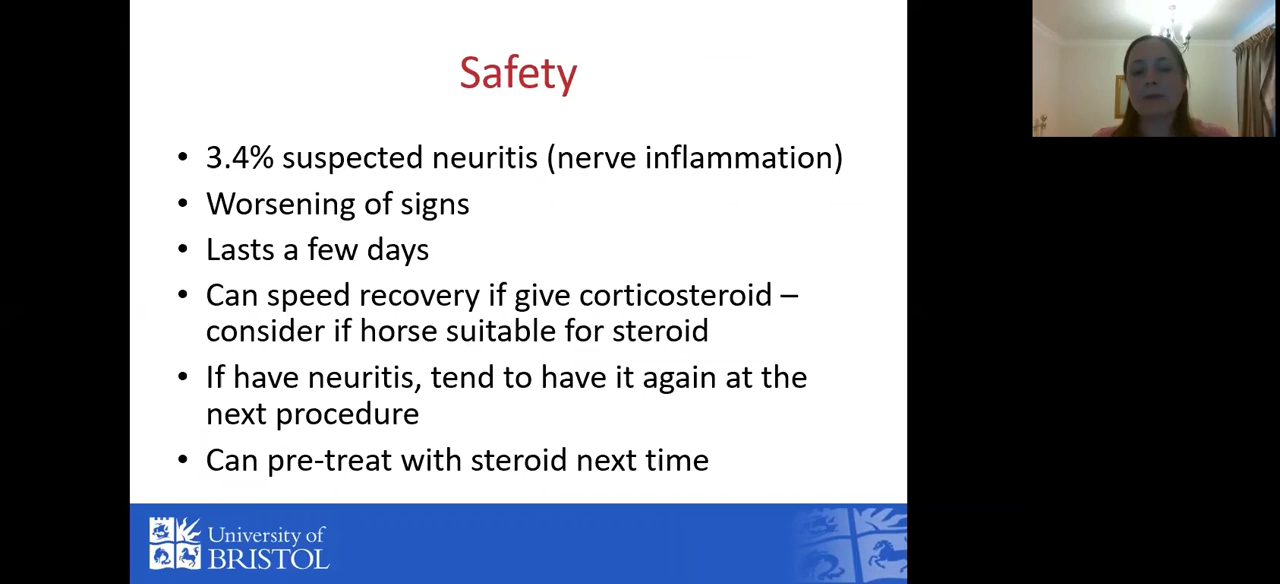 Safety
• 3.4% suspected neuritis (nerve inflammation)
• Worsening of signs
• Lasts a few days
• Can speed recovery if give corticosteroid –
consider if horse suitable for steroid
• If have neuritis, tend to have it again at the
next procedure
• Can pre-treat with steroid next time
University of
BRISTOL